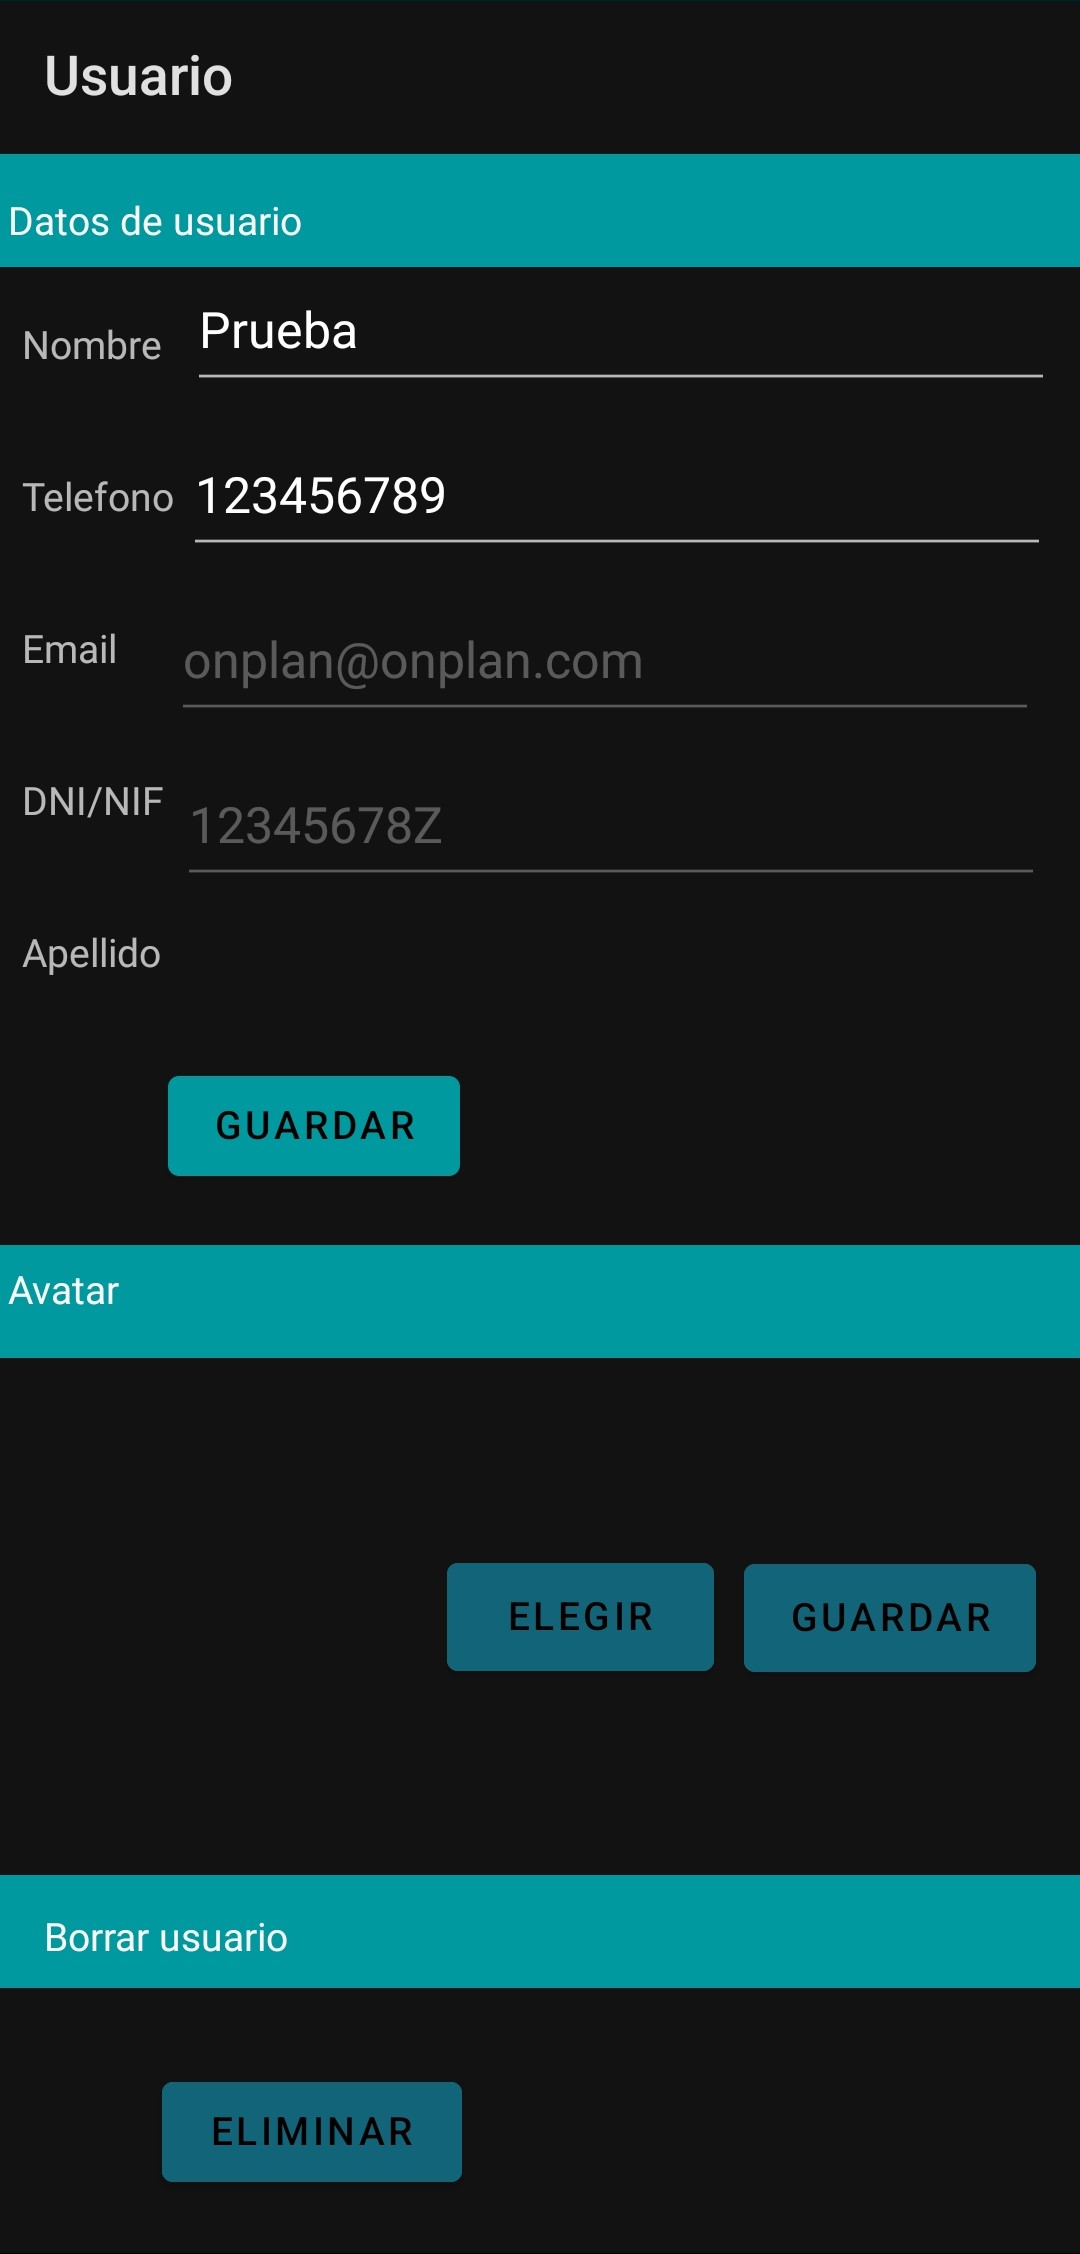 Usuario
Datos de usuario
Nombre Prueba
Telefono 123456789
Email onplan@onplan.com
DNI/NIF 12345678Z
Apellido
GUARDAR
Avatar
ELEGIR GUARDAR
Borrar usuario
ELIMINAR